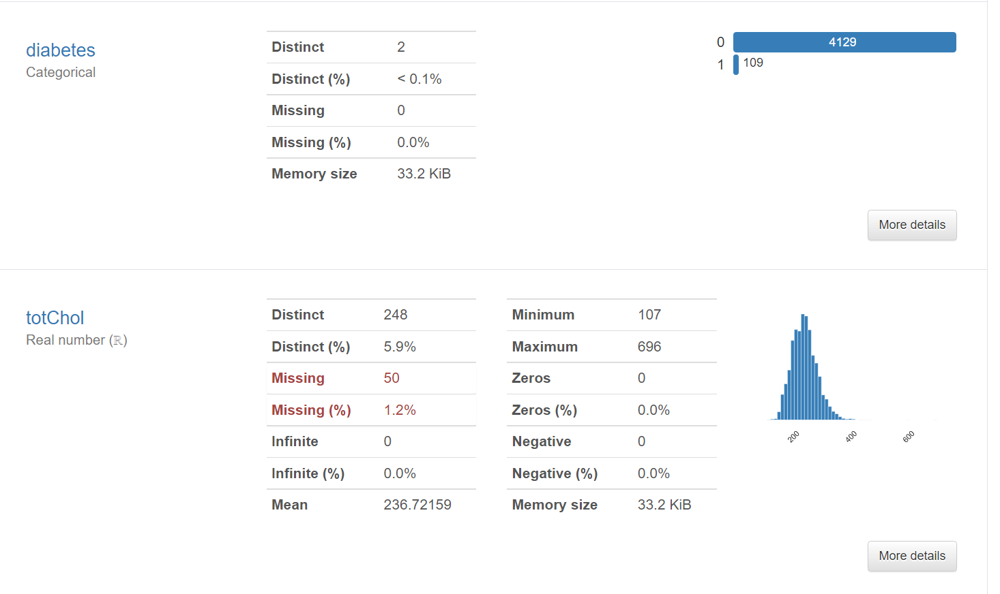 diabetes
Categorical
Distinct 2
Distinct (%) < 0.1%
Missing 0
Missing (%) 0.0%
Memory size 33.2 KiB
0 4129
1 109
More details
totChol
Real number (ℝ)
Distinct 248
Distinct (%) 5.9%
Missing 50
Missing (%) 1.2%
Infinite 0
Infinite (%) 0.0%
Mean 236.72159
Minimum 107
Maximum 696
Zeros 0
Zeros (%) 0.0%
Negative 0
Negative (%) 0.0%
Memory size 33.2 KiB
200 400 600
More details